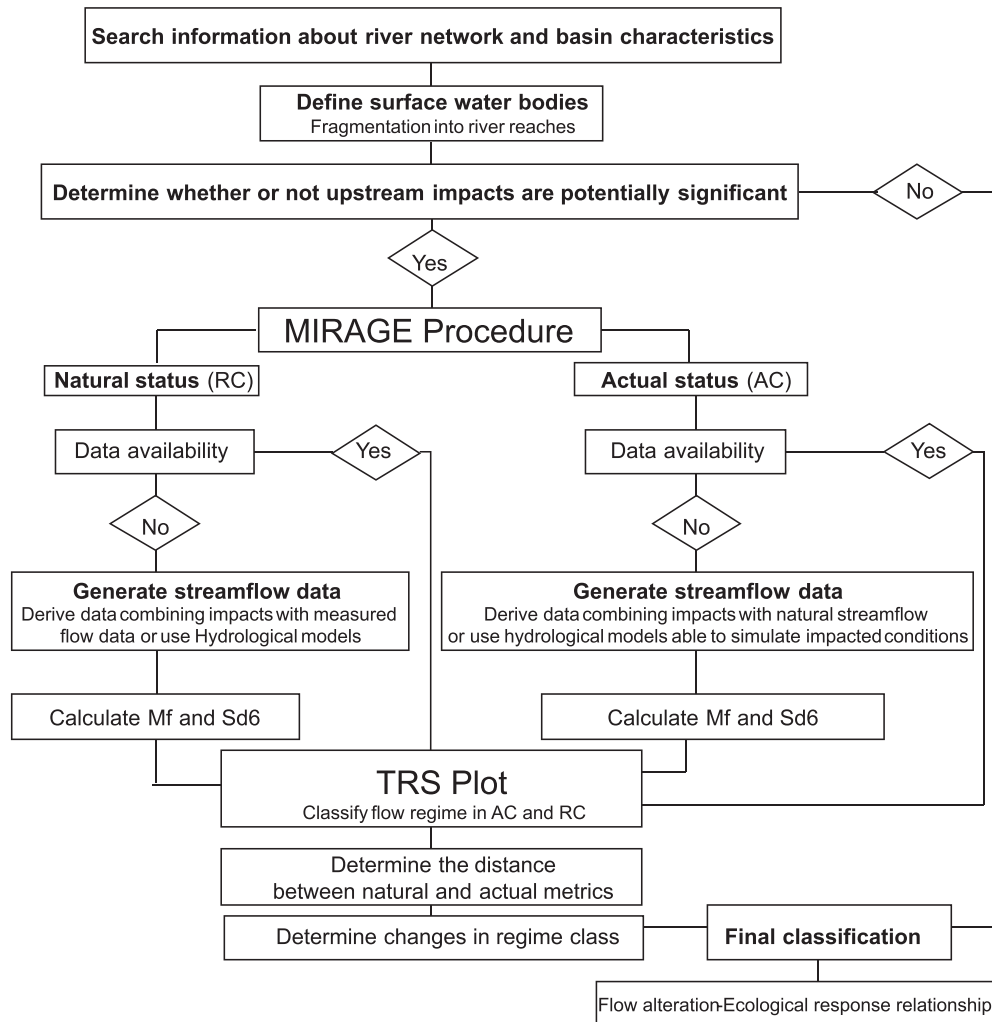 Search information about river network and basin characteristics
Define surface water bodies
Fragmentation into river reaches
Determine whether or not upstream impacts are potentially significant
No
Yes
MIRAGE Procedure
Natural status (RC)
Actual status (AC)
Data availability
Yes
Data availability
Yes
No
No
Generate streamflow data
Derive data combining impacts with measured
flow data or use Hydrological models
Generate streamflow data
Derive data combining impacts with natural streamflow
or use hydrological models able to simulate impacted conditions
Calculate Mf and Sd6
Calculate Mf and Sd6
TRS Plot
Classify flow regime in AC and RC
Determine the distance
between natural and actual metrics
Determine changes in regime class
Final classification
Flow alteration-Ecological response relationship